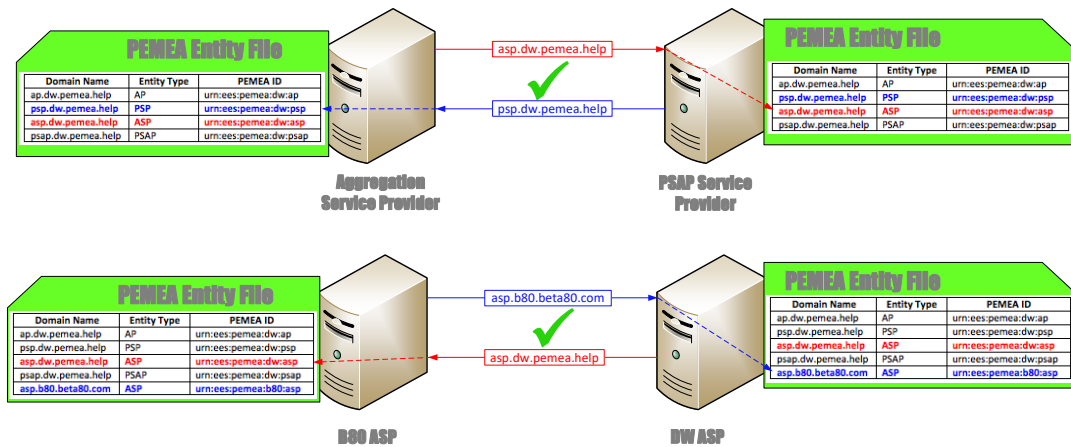 PEMEA Entity File
Domain Name Entity Type PEMEA ID
ap.dw.pemea.help AP urn:ees:pemea:dw:ap
psp.dw.pemea.help PSP urn:ees:pemea:dw:psp
asp.dw.pemea.help ASP urn:ees:pemea:dw:asp
psap.dw.pemea.help PSAP urn:ees:pemea:dw:psap
asp.dw.pemea.help
psp.dw.pemea.help
PEMEA Entity File
Domain Name Entity Type PEMEA ID
ap.dw.pemea.help AP urn:ees:pemea:dw:ap
psp.dw.pemea.help PSP urn:ees:pemea:dw:psp
asp.dw.pemea.help ASP urn:ees:pemea:dw:asp
psap.dw.pemea.help PSAP urn:ees:pemea:dw:psap
Aggregation
Service Provider
PSAP Service
Provider
PEMEA Entity File
Domain Name Entity Type PEMEA ID
ap.dw.pemea.help AP urn:ees:pemea:dw:ap
psp.dw.pemea.help PSP urn:ees:pemea:dw:psp
asp.dw.pemea.help ASP urn:ees:pemea:dw:asp
psap.dw.pemea.help PSAP urn:ees:pemea:dw:psap
asp.b80.beta80.com ASP urn:ees:pemea:b80:asp
asp.b80.beta80.com
asp.dw.pemea.help
PEMEA Entity File
Domain Name Entity Type PEMEA ID
ap.dw.pemea.help AP urn:ees:pemea:dw:ap
psp.dw.pemea.help PSP urn:ees:pemea:dw:psp
asp.dw.pemea.help ASP urn:ees:pemea:dw:asp
psap.dw.pemea.help PSAP urn:ees:pemea:dw:psap
asp.b80.beta80.com ASP urn:ees:pemea:b80:asp
B80 ASP
DW ASP